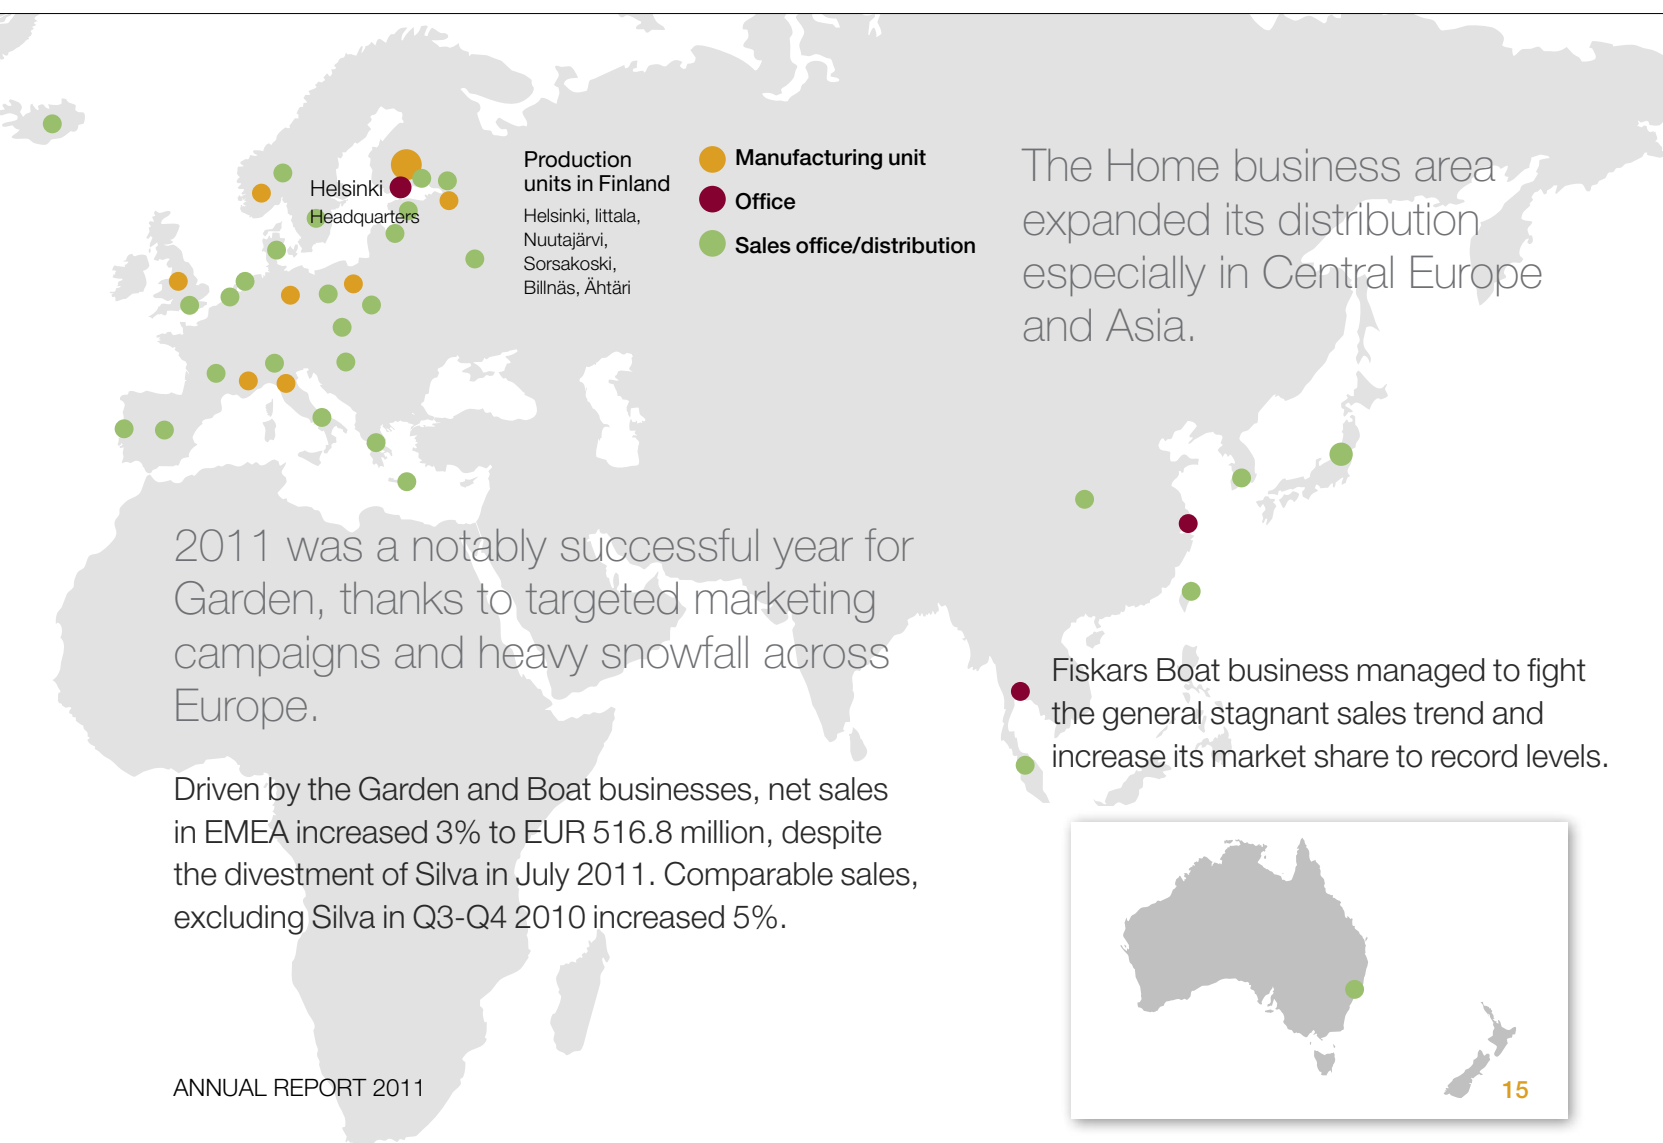 Helsinki
Headquarters
Production
units in Finland
Helsinki, Iittala,
Nuutajärvi,
Sorsakoski,
Billnäs, Ähtäri
Manufacturing unit
Office
Sales office/distribution
The Home business area
expanded its distribution
especially in Central Europe
and Asia.
2011 was a notably successful year for
Garden, thanks to targeted marketing
campaigns and heavy snowfall across
Europe.
Driven by the Garden and Boat businesses, net sales
in EMEA increased 3% to EUR 516.8 million, despite
the divestment of Silva in July 2011. Comparable sales,
excluding Silva in Q3-Q4 2010 increased 5%.
Fiskars Boat business managed to fight
the general stagnant sales trend and
increase its market share to record levels.
ANNUAL REPORT 2011
15